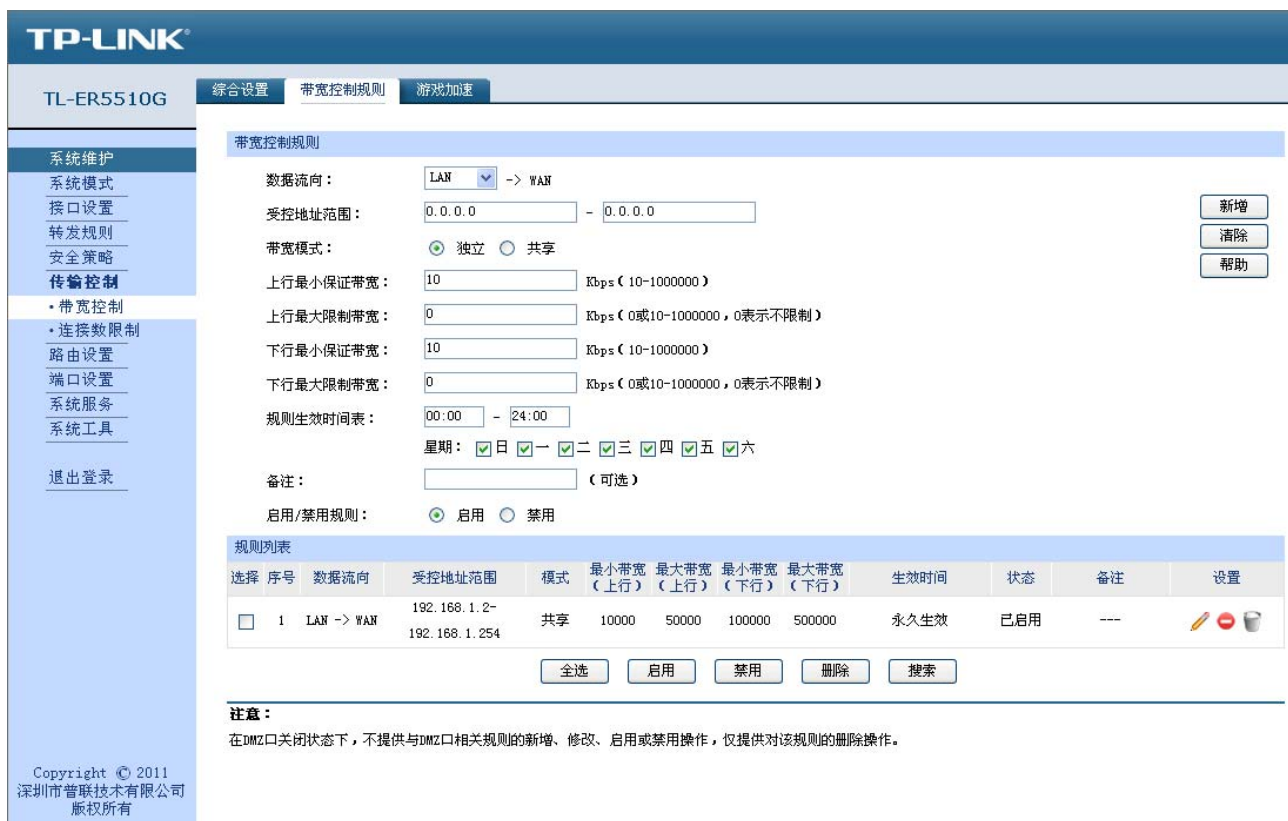 TP-LINK®
TL-ER5510G
综合设置 带宽控制规则 游戏加速
系统维护
系统模式
接口设置
转发规则
安全策略
传输控制
·带宽控制
·连接数限制
路由设置
端口设置
系统服务
系统工具
退出登录
Copyright © 2011
深圳市普联技术有限公司
版权所有
带宽控制规则
数据流向： LAN -> WAN
受控地址范围： 0.0.0.0 - 0.0.0.0
带宽模式： 独立 共享
上行最小保证带宽： 10 Kbps（10-1000000）
上行最大限制带宽： 0 Kbps（0或10-1000000，0表示不限制）
下行最小保证带宽： 10 Kbps（10-1000000）
下行最大限制带宽： 0 Kbps（0或10-1000000，0表示不限制）
规则生效时间表： 00:00 - 24:00
星期： 日 一 二 三 四 五 六
备注： （可选）
启用/禁用规则： 启用 禁用
新增
清除
帮助
规则列表
选择 序号 数据流向 受控地址范围 模式 最小带宽（上行） 最大带宽（上行） 最小带宽（下行） 最大带宽（下行） 生效时间 状态 备注 设置
1 LAN -> WAN 192.168.1.2-192.168.1.254 共享 10000 50000 100000 500000 永久生效 已启用 ---
全选 启用 禁用 删除 搜索
注意：
在DMZ口关闭状态下，不提供与DMZ口相关规则的新增、修改、启用或禁用操作，仅提供对该规则的删除操作。